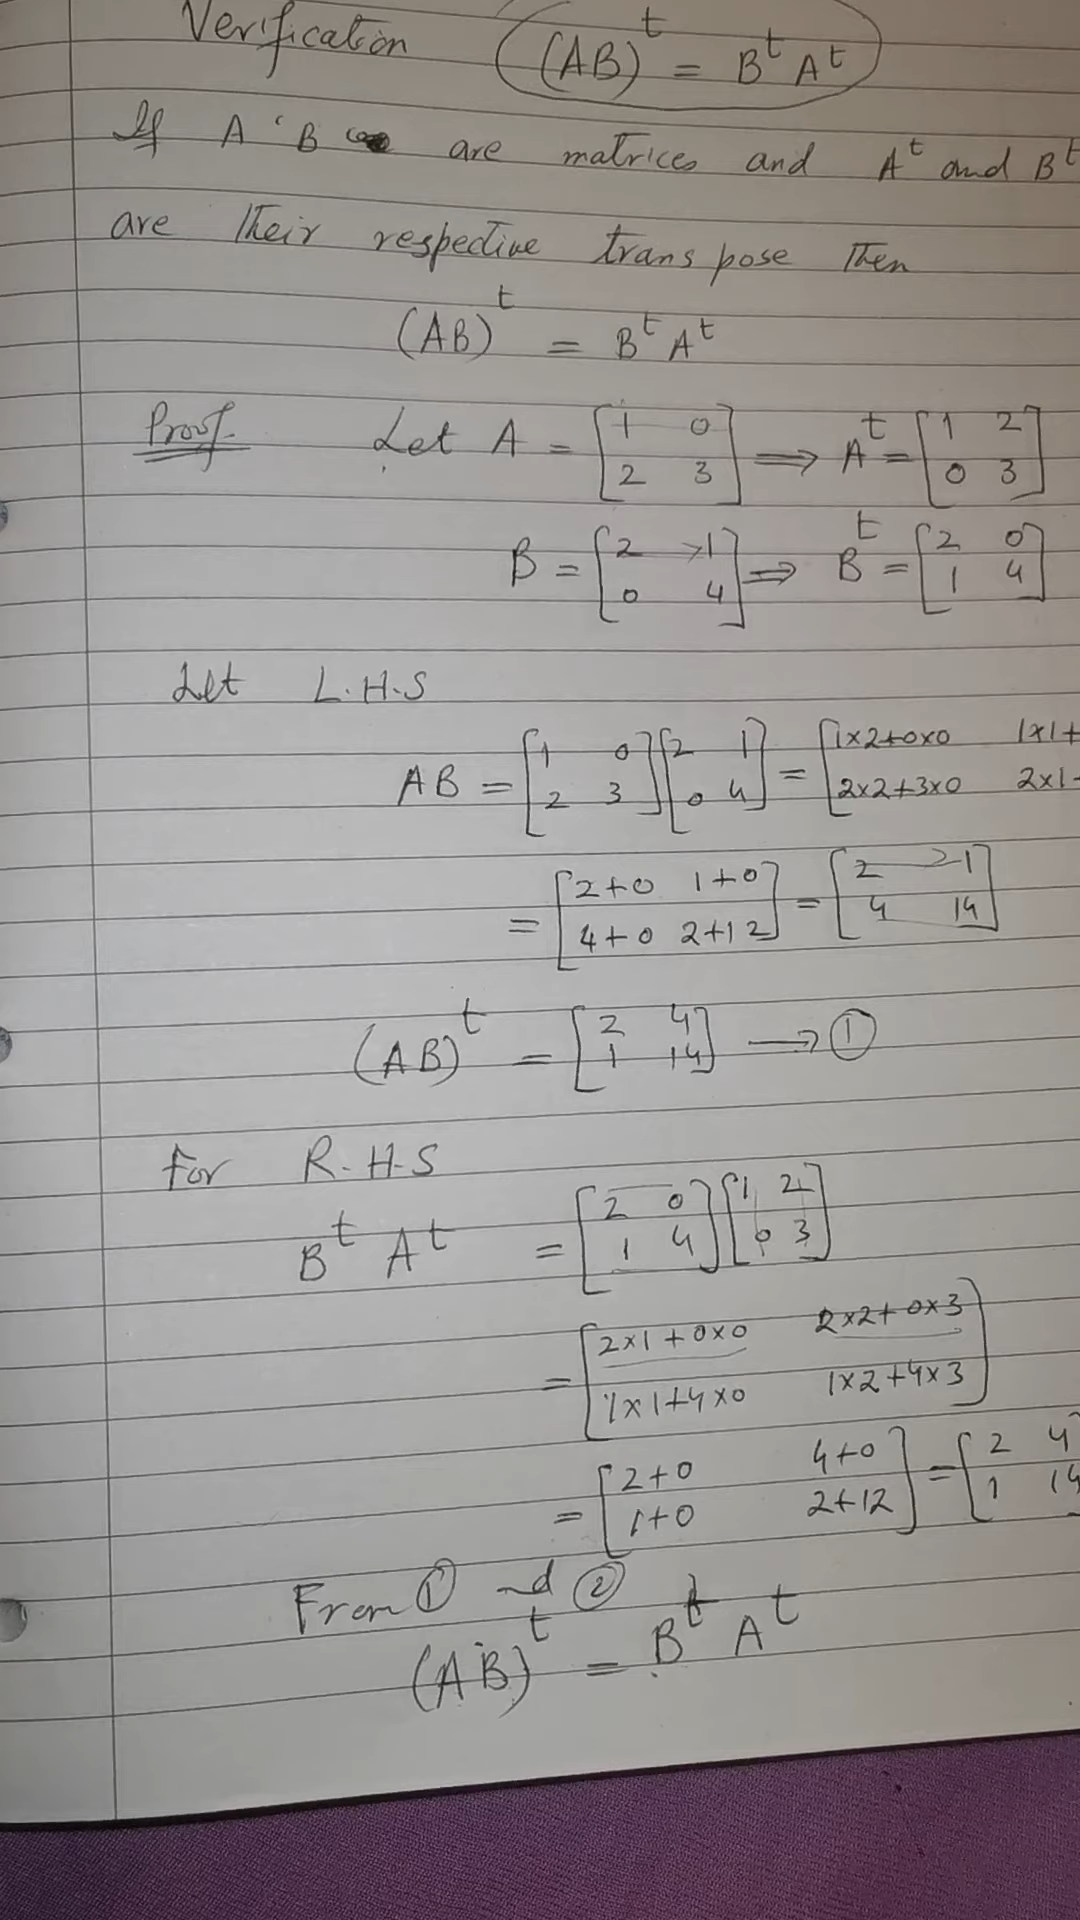 Verification (AB)^t = B^t A^t
If A ' B are matrices and A^t and B^t
are their respective transpose then
(AB)^t = B^t A^t
Proof. Let A = [1 0; 2 3] ⟹ A^t = [1 2; 0 3]
B = [2 1; 0 4] ⟹ B^t = [2 0; 1 4]
Let L.H.S
AB = [1 0; 2 3][2 1; 0 4] = [1×2+0×0 1×1+; 2×2+3×0 2×1
= [2+0 1+0; 4+0 2+12] = [2 1; 4 14]
(AB)^t = [2 4; 1 14] → ①
For R.H.S
B^t A^t = [2 0; 1 4][1 2; 0 3]
= [2×1+0×0 2×2+0×3; 1×1+4×0 1×2+4×3]
= [2+0 4+0; 1+0 2+12] = [2 4; 1 14
From ① nd ②
(AB)^t = B^t A^t